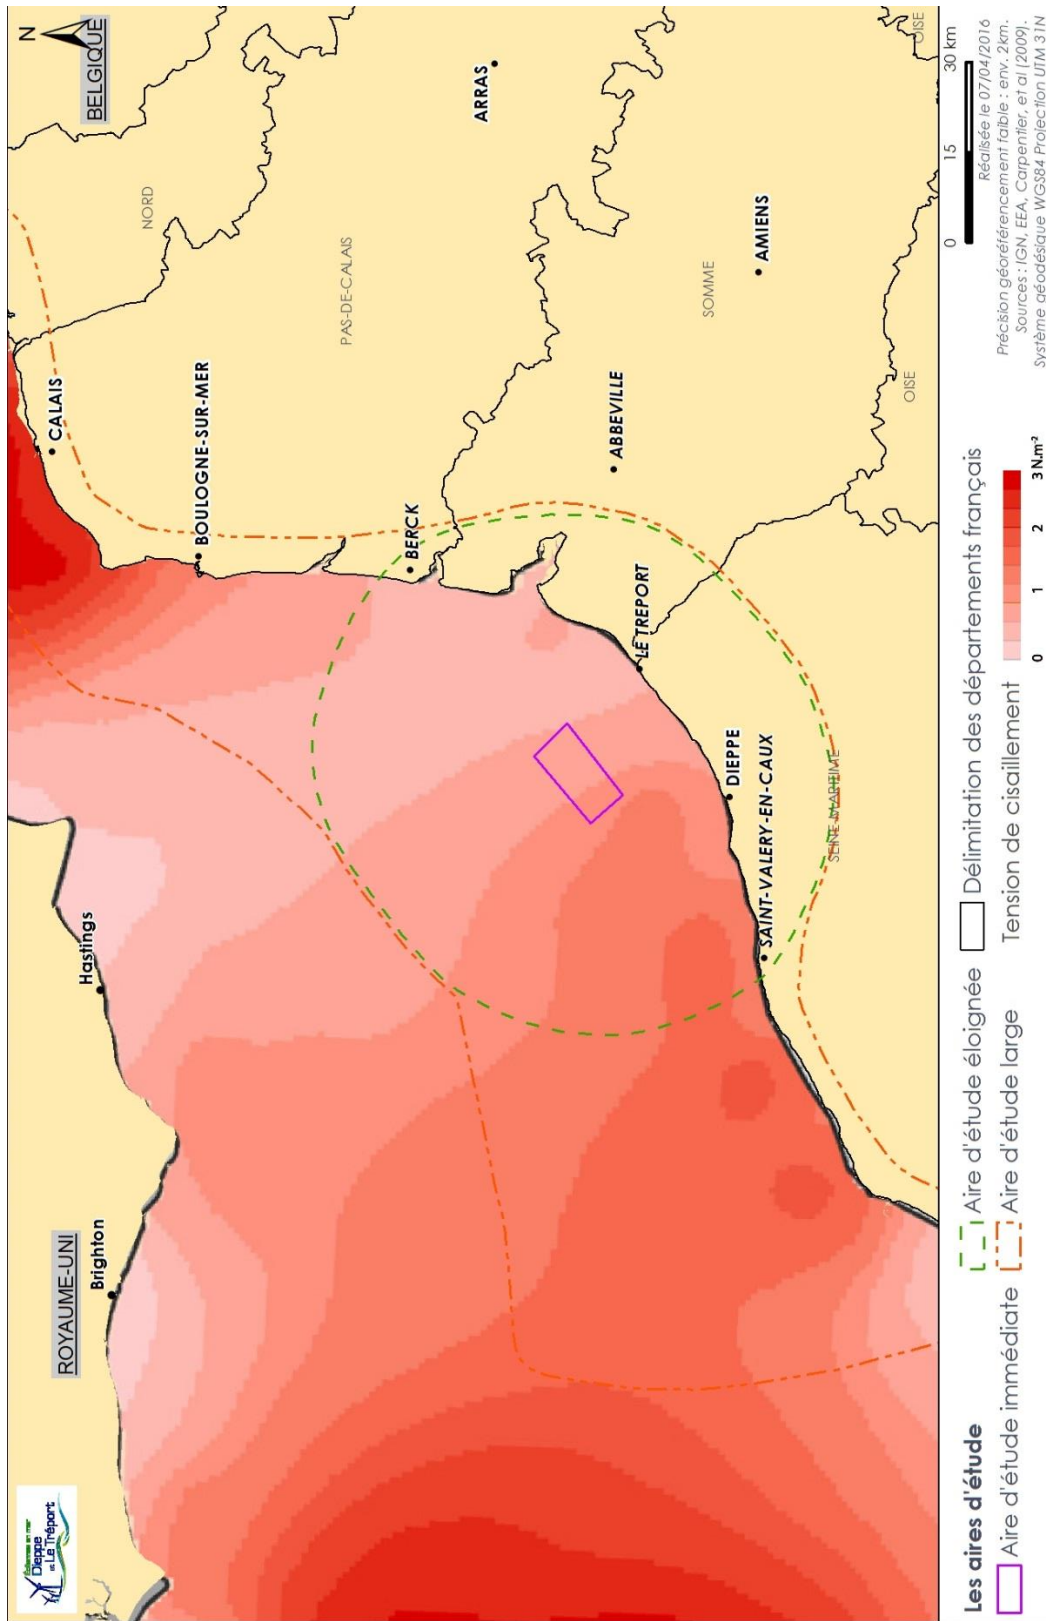 Éoliennes en mer
Dieppe
Le Tréport
N
ROYAUME-UNI
BELGIQUE
Brighton
Hastings
CALAIS
NORD
BOULOGNE-SUR-MER
PAS-DE-CALAIS
BERCK
ARRAS
ABBEVILLE
SOMME
LE TREPORT
AMIENS
DIEPPE
SAINT-VALERY-EN-CAUX
SEINE-MARITIME
OISE
OISE
0 15 30 km
Réalisée le 07/04/2016
Précision géoréférencement faible : env. 2km.
Sources : IGN, EEA, Carpentier, et al (2009).
Système géodésique WGS84 Projection UTM 31N
Les aires d'étude
Aire d'étude immédiate
Aire d'étude éloignée
Aire d'étude large
Délimitation des départements français
Tension de cisaillement
0 1 2 3 N.m-2